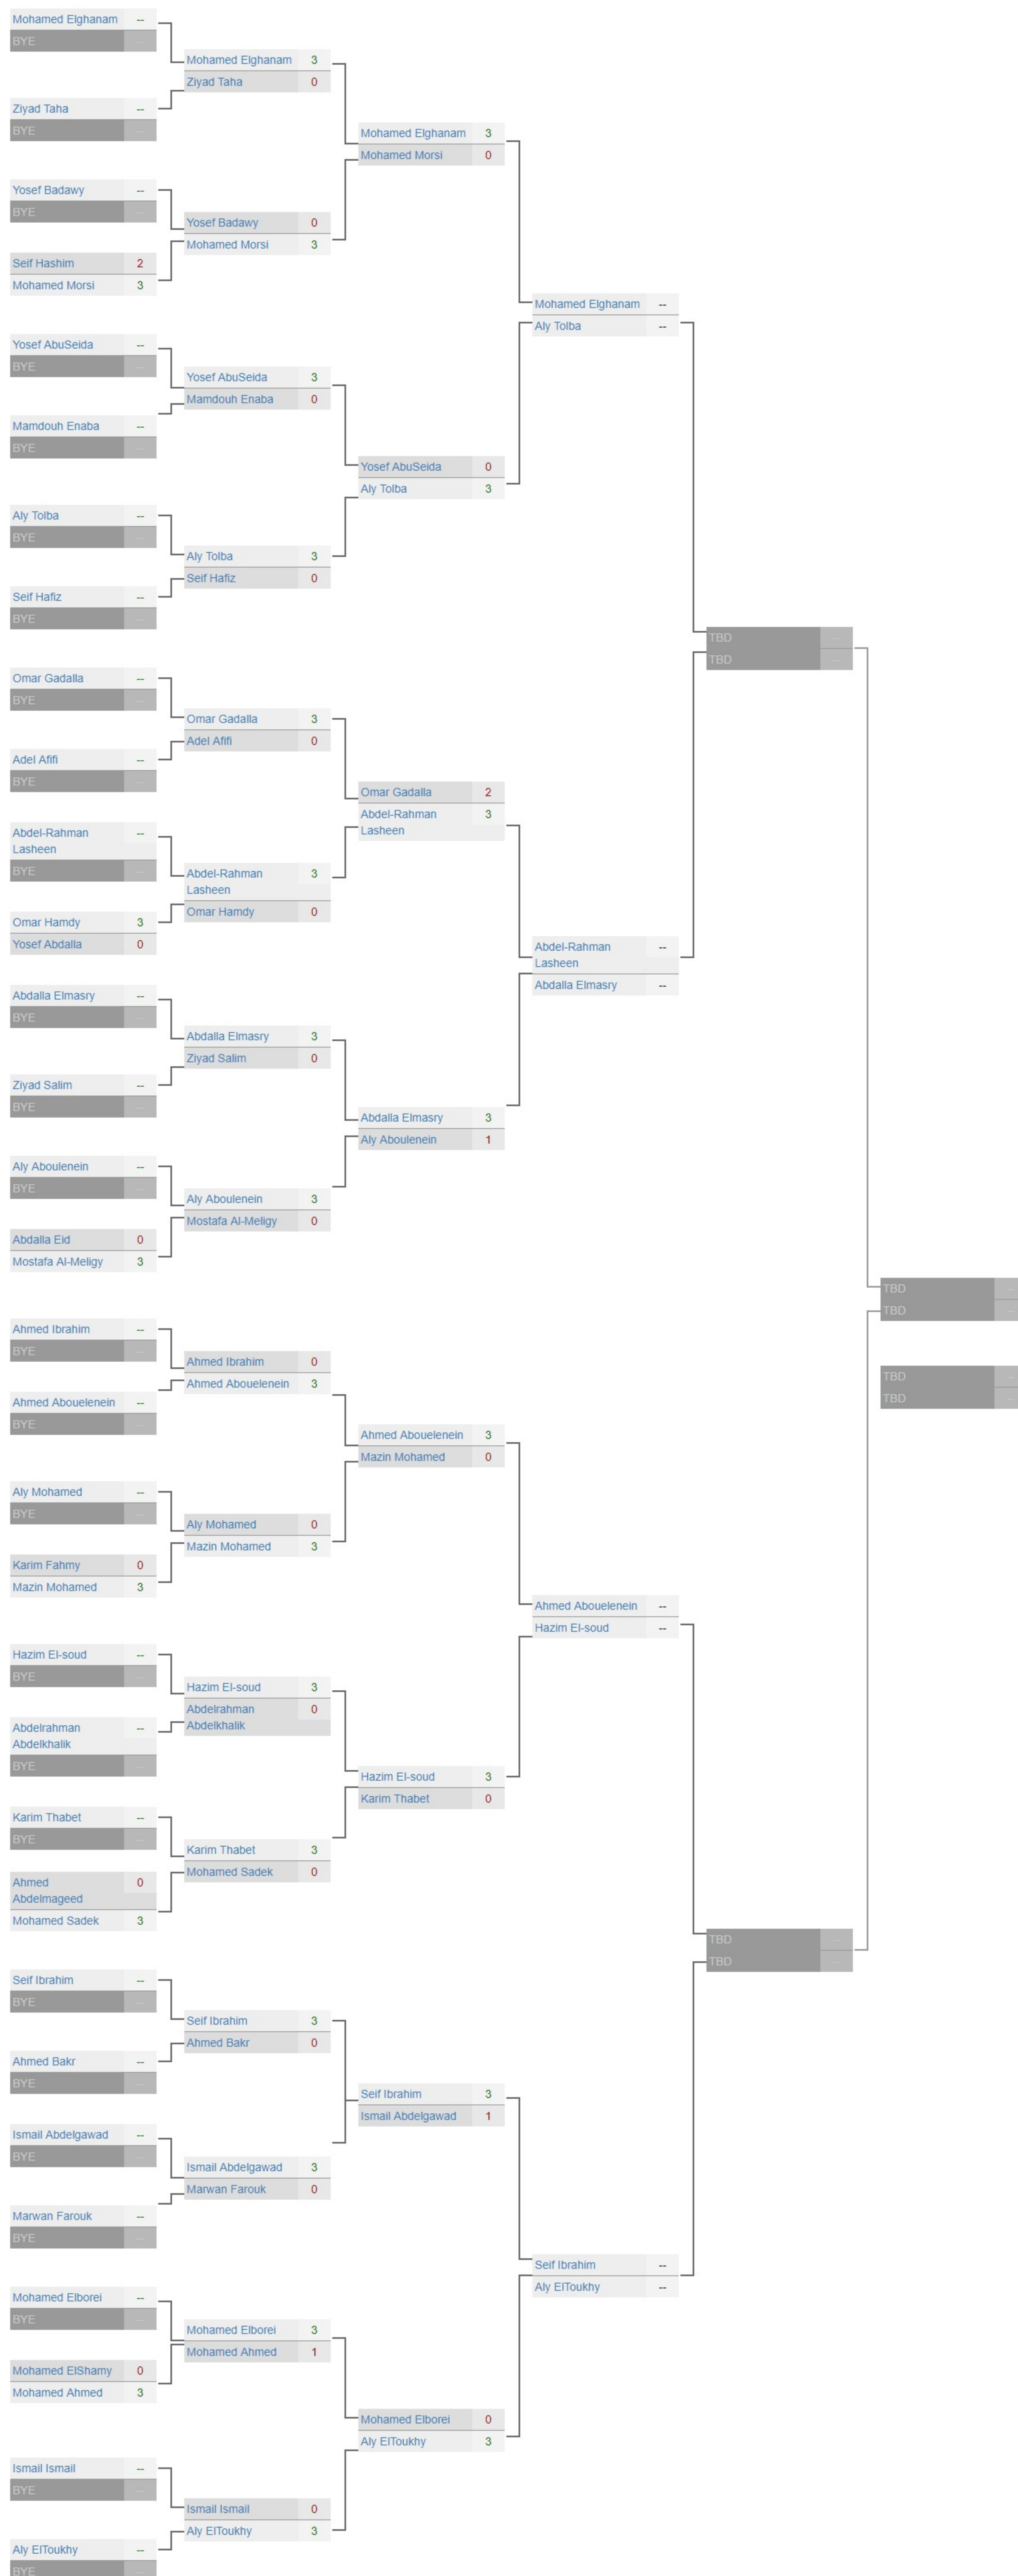 Mohamed Elghanam --
BYE --
Ziyad Taha --
BYE --
Yosef Badawy --
BYE --
Seif Hashim 2
Mohamed Morsi 3
Yosef AbuSeida --
BYE --
Mamdouh Enaba --
BYE --
Aly Tolba --
BYE --
Seif Hafiz --
BYE --
Omar Gadalla --
BYE --
Adel Afifi --
BYE --
Abdel-Rahman --
Lasheen
BYE --
Omar Hamdy 3
Yosef Abdalla 0
Abdalla Elmasry --
BYE --
Ziyad Salim --
BYE --
Aly Aboulenein --
BYE --
Abdalla Eid 0
Mostafa Al-Meligy 3
Ahmed Ibrahim --
BYE --
Ahmed Abouelenein --
BYE --
Aly Mohamed --
BYE --
Karim Fahmy 0
Mazin Mohamed 3
Hazim El-soud --
BYE --
Abdelrahman --
Abdelkhalik
BYE --
Karim Thabet --
BYE --
Ahmed 0
Abdelmageed
Mohamed Sadek 3
Seif Ibrahim --
BYE --
Ahmed Bakr --
BYE --
Ismail Abdelgawad --
BYE --
Marwan Farouk --
BYE --
Mohamed Elborei --
BYE --
Mohamed ElShamy 0
Mohamed Ahmed 3
Ismail Ismail --
BYE --
Aly ElToukhy --
BYE --
Mohamed Elghanam 3
Ziyad Taha 0
Yosef Badawy 0
Mohamed Morsi 3
Yosef AbuSeida 3
Mamdouh Enaba 0
Aly Tolba 3
Seif Hafiz 0
Omar Gadalla 3
Adel Afifi 0
Abdel-Rahman 3
Lasheen
Omar Hamdy 0
Abdalla Elmasry 3
Ziyad Salim 0
Aly Aboulenein 3
Mostafa Al-Meligy 0
Ahmed Ibrahim 0
Ahmed Abouelenein 3
Aly Mohamed 0
Mazin Mohamed 3
Hazim El-soud 3
Abdelrahman 0
Abdelkhalik
Karim Thabet 3
Mohamed Sadek 0
Seif Ibrahim 3
Ahmed Bakr 0
Ismail Abdelgawad 3
Marwan Farouk 0
Mohamed Elborei 3
Mohamed Ahmed 1
Ismail Ismail 0
Aly ElToukhy 3
Mohamed Elghanam 3
Mohamed Morsi 0
Yosef AbuSeida 0
Aly Tolba 3
Omar Gadalla 2
Abdel-Rahman 3
Lasheen
Abdalla Elmasry 3
Aly Aboulenein 1
Ahmed Abouelenein 3
Mazin Mohamed 0
Hazim El-soud 3
Karim Thabet 0
Seif Ibrahim 3
Ismail Abdelgawad 1
Mohamed Elborei 0
Aly ElToukhy 3
Mohamed Elghanam --
Aly Tolba --
Abdel-Rahman --
Lasheen
Abdalla Elmasry --
Ahmed Abouelenein --
Hazim El-soud --
Seif Ibrahim --
Aly ElToukhy --
TBD --
TBD --
TBD --
TBD --
TBD --
TBD --
TBD --
TBD --